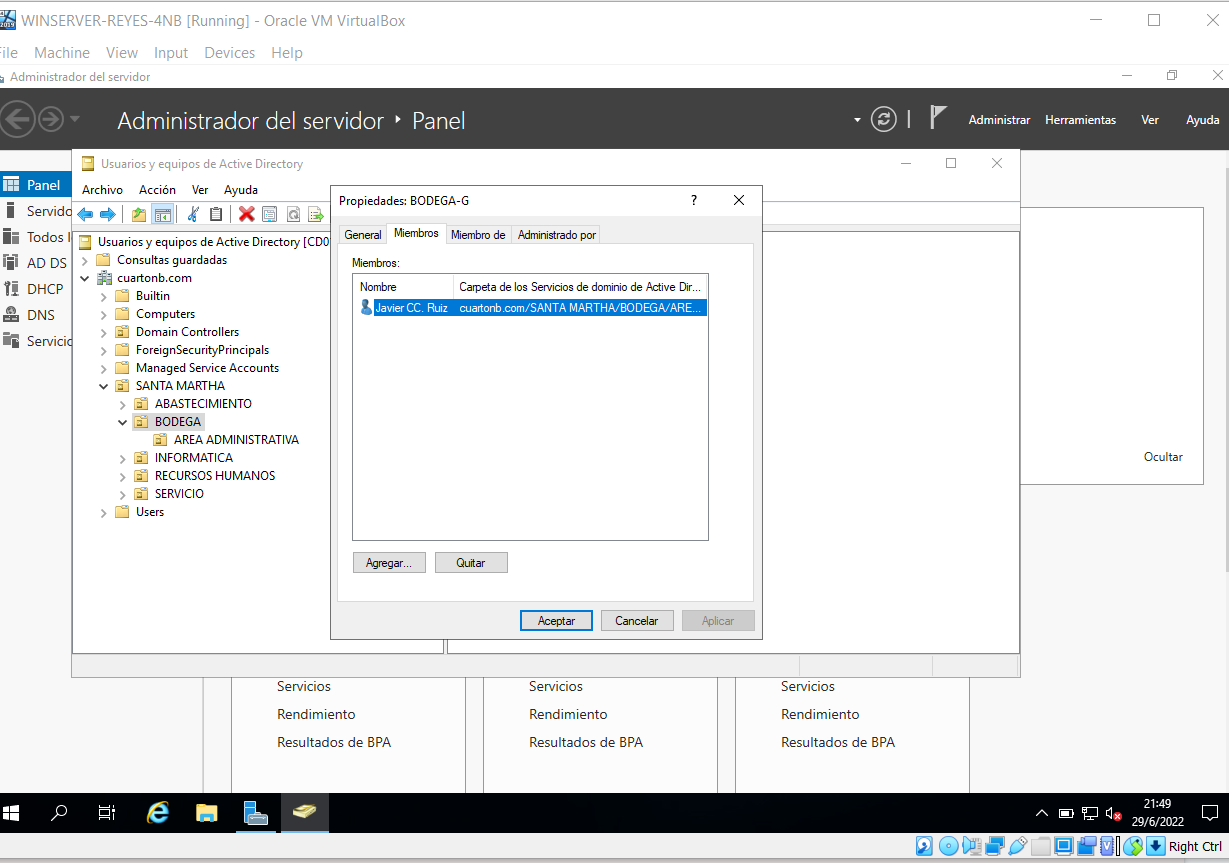 WINSERVER-REYES-4NB [Running] - Oracle VM VirtualBox
File Machine View Input Devices Help
Administrador del servidor
Administrador del servidor Panel
Administrar Herramientas Ver Ayuda
Usuarios y equipos de Active Directory
Archivo Acción Ver Ayuda
Panel
Servido
Todos l
AD DS
DHCP
DNS
Servicio
Usuarios y equipos de Active Directory [CD0
Consultas guardadas
cuartonb.com
Builtin
Computers
Domain Controllers
ForeignSecurityPrincipals
Managed Service Accounts
SANTA MARTHA
ABASTECIMIENTO
BODEGA
AREA ADMINISTRATIVA
INFORMATICA
RECURSOS HUMANOS
SERVICIO
Users
Propiedades: BODEGA-G
?
General Miembros Miembro de Administrado por
Miembros:
Nombre Carpeta de los Servicios de dominio de Active Dir...
Javier CC. Ruiz cuartonb.com/SANTA MARTHA/BODEGA/ARE...
Agregar... Quitar
Aceptar Cancelar Aplicar
Ocultar
Servicios Servicios Servicios
Rendimiento Rendimiento Rendimiento
Resultados de BPA Resultados de BPA Resultados de BPA
21:49
29/6/2022
Right Ctrl